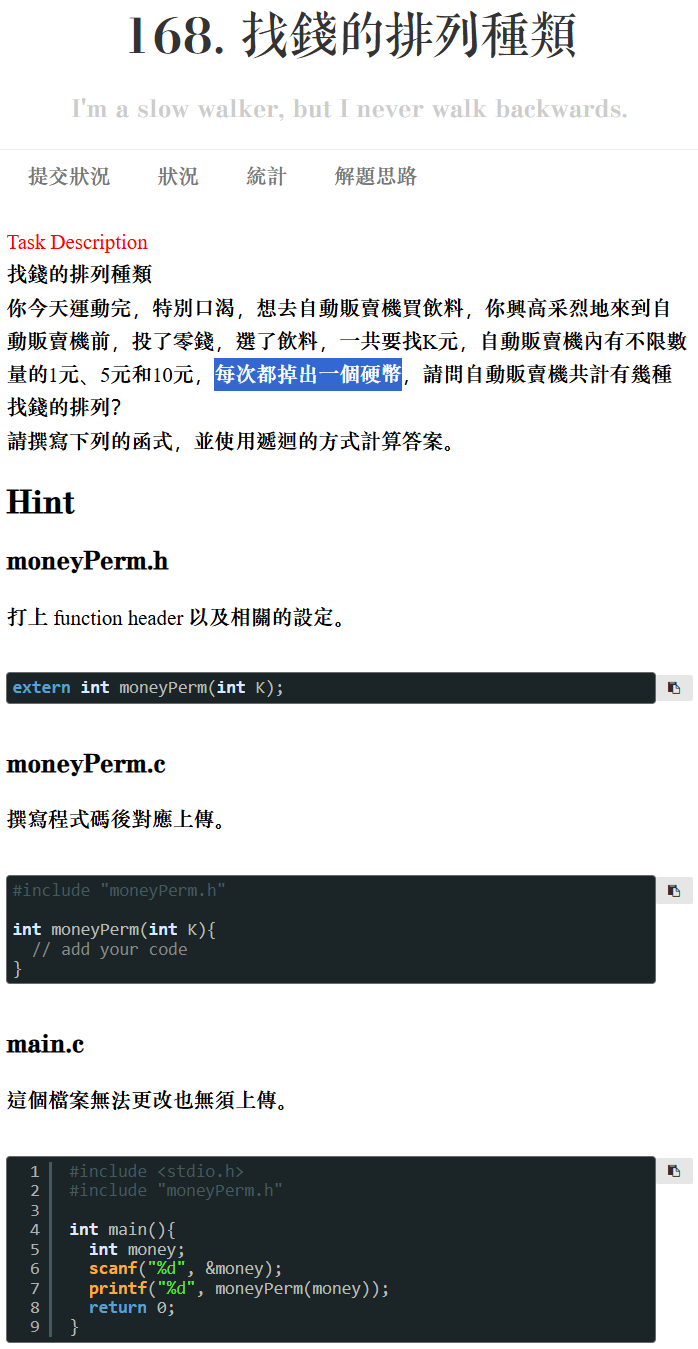 168. 找錢的排列種類
I'm a slow walker, but I never walk backwards.
提交狀況 狀況 統計 解題思路
Task Description
找錢的排列種類
你今天運動完，特別口渴，想去自動販賣機買飲料，你興高采烈地來到自
動販賣機前，投了零錢，選了飲料，一共要找K元，自動販賣機內有不限數
量的1元、5元和10元，每次都掉出一個硬幣，請問自動販賣機共計有幾種
找錢的排列?
請撰寫下列的函式，並使用遞迴的方式計算答案。
Hint
moneyPerm.h
打上 function header 以及相關的設定。
extern int moneyPerm(int K);
moneyPerm.c
撰寫程式碼後對應上傳。
#include "moneyPerm.h"
int moneyPerm(int K){
// add your code
}
main.c
這個檔案無法更改也無須上傳。
1 #include <stdio.h>
2 #include "moneyPerm.h"
3
4 int main(){
5 int money;
6 scanf("%d", &money);
7 printf("%d", moneyPerm(money));
8 return 0;
9 }